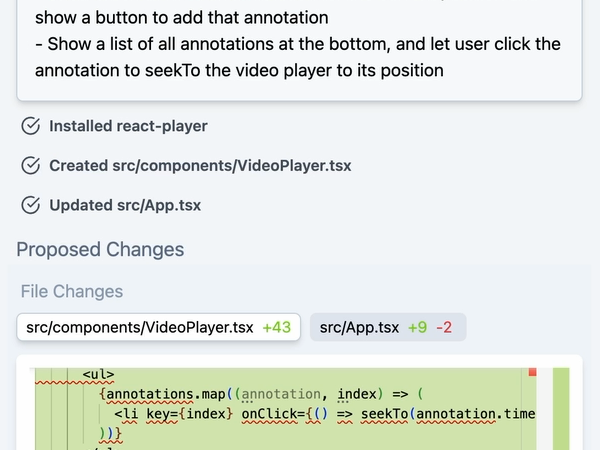 show a button to add that annotation
- Show a list of all annotations at the bottom, and let user click the
annotation to seekTo the video player to its position
Installed react-player
Created src/components/VideoPlayer.tsx
Updated src/App.tsx
Proposed Changes
File Changes
src/components/VideoPlayer.tsx +43 src/App.tsx +9 -2
<ul>
{annotations.map((annotation, index) => (
<li key={index} onClick={() => seekTo(annotation.time
))}